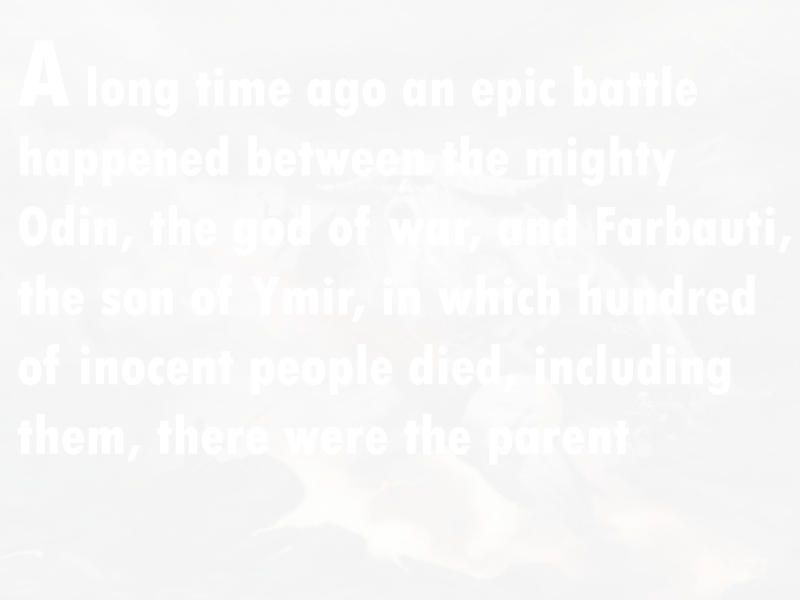 A long time ago an epic battle
happened between the mighty
Odin, the god of war, and Farbauti,
the son of Ymir, in which hundred
of inocent people died, including
them, there were the parent